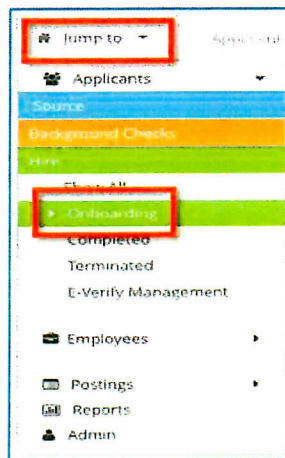 Jump to
Applicants
Source
Background Checks
Hire
Show All
Onboarding
Completed
Terminated
E-Verify Management
Employees
Postings
Reports
Admin